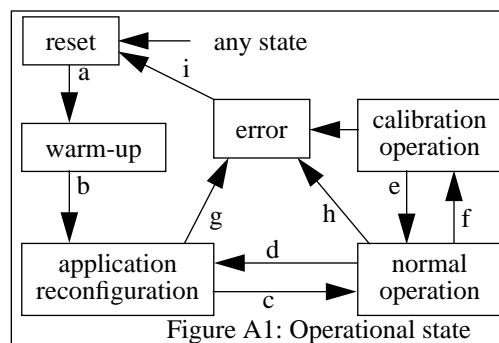 reset
any state
a
i
error
calibration
operation
warm-up
b
e
f
g
h
application
reconfiguration
d
c
normal
operation
Figure A1: Operational state